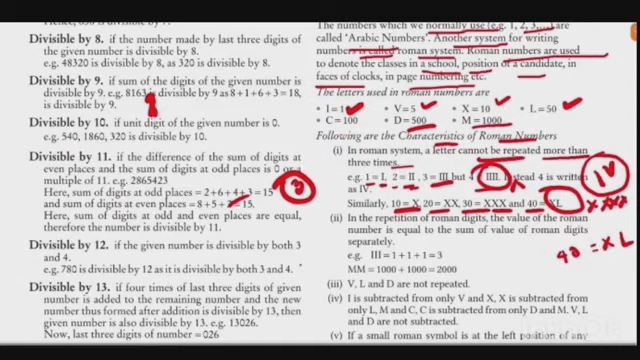 Divisible by 8. if the number made by last three digits of
the given number is divisible by 8.
e.g. 48320 is divisible by 8, as 320 is divisible by 8.
Divisible by 9. if sum of the digits of the given number is
divisible by 9. e.g. 8163 is divisible by 9 as 8 + 1 + 6 + 3 = 18,
is divisible by 9.
Divisible by 10. if unit digit of the given number is 0.
e.g. 540, 1860, 320 is divisible by 10.
Divisible by 11. if the difference of the sum of digits at
even places and the sum of digits at odd places is 0 or a
multiple of 11. e.g. 2865423
Here, sum of digits at odd places = 2 + 6 + 4 + 3 = 15
and sum of digits at even places = 8 + 5 + 2 = 15.
Here, sum of digits at odd and even places are equal,
therefore the number is divisible by 11.
Divisible by 12. if the given number is divisible by both 3
and 4.
e.g. 780 is divisible by 12 as it is divisible by both 3 and 4.
Divisible by 13. if four times of last three digits of given
number is added to the remaining number and the new
number thus formed after addition is divisible by 13, then
given number is also divisible by 13. e.g. 13026.
Now, last three digits of number = 026
The numbers which we normally use (e.g. 1, 2, 3,...) are
called 'Arabic Numbers'. Another system for writing
numbers is called roman system. Roman numbers are used
to denote the classes in a school, position of a candidate, in
faces of clocks, in page numbering etc.
The letters used in roman numbers are
• I = 1 • V = 5 • X = 10 • L = 50
• C = 100 • D = 500 • M = 1000
Following are the Characteristics of Roman Numbers
(i) In roman system, a letter cannot be repeated more than
three times.
e.g. 1 = I, 2 = II, 3 = III but 4 IIII. Instead 4 is written
as IV.
Similarly, 10 = X, 20 = XX, 30 = XXX and 40 = XL
IV
XXXX
40 = XL
(ii) In the repetition of roman digits, the value of the roman
number is equal to the sum of value of roman digits
separately.
e.g. III = 1 + 1 + 1 = 3
MM = 1000 + 1000 = 2000
(iii) V, L and D are not repeated.
(iv) I is subtracted from only V and X, X is subtracted from
only L, M and C, C is subtracted from only D and M. V, L
and D are not subtracted.
(v) If a small roman symbol is at the left position of any